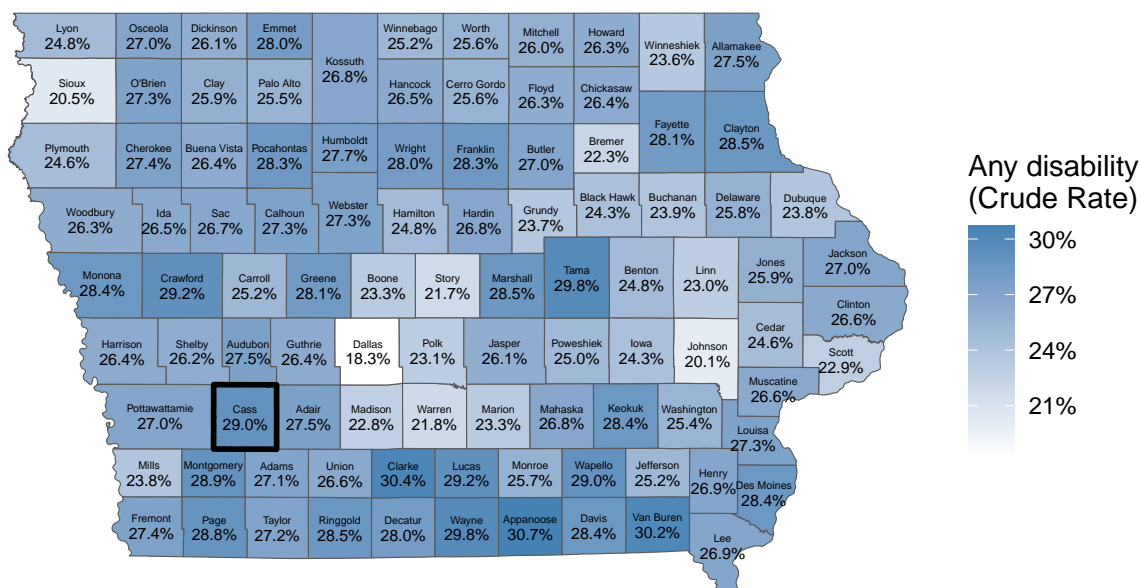 Lyon
24.8%
Osceola
27.0%
Dickinson
26.1%
Emmet
28.0%
Kossuth
26.8%
Winnebago
25.2%
Worth
25.6%
Mitchell
26.0%
Howard
26.3%
Winneshiek
23.6%
Allamakee
27.5%
Sioux
20.5%
O'Brien
27.3%
Clay
25.9%
Palo Alto
25.5%
Hancock
26.5%
Cerro Gordo
25.6%
Floyd
26.3%
Chickasaw
26.4%
Plymouth
24.6%
Cherokee
27.4%
Buena Vista
26.4%
Pocahontas
28.3%
Humboldt
27.7%
Wright
28.0%
Franklin
28.3%
Butler
27.0%
Bremer
22.3%
Fayette
28.1%
Clayton
28.5%
Woodbury
26.3%
Ida
26.5%
Sac
26.7%
Calhoun
27.3%
Webster
27.3%
Hamilton
24.8%
Hardin
26.8%
Grundy
23.7%
Black Hawk
24.3%
Buchanan
23.9%
Delaware
25.8%
Dubuque
23.8%
Monona
28.4%
Crawford
29.2%
Carroll
25.2%
Greene
28.1%
Boone
23.3%
Story
21.7%
Marshall
28.5%
Tama
29.8%
Benton
24.8%
Linn
23.0%
Jones
25.9%
Jackson
27.0%
Clinton
26.6%
Harrison
26.4%
Shelby
26.2%
Audubon
27.5%
Guthrie
26.4%
Dallas
18.3%
Polk
23.1%
Jasper
26.1%
Poweshiek
25.0%
Iowa
24.3%
Johnson
20.1%
Cedar
24.6%
Scott
22.9%
Muscatine
26.6%
Pottawattamie
27.0%
Cass
29.0%
Adair
27.5%
Madison
22.8%
Warren
21.8%
Marion
23.3%
Mahaska
26.8%
Keokuk
28.4%
Washington
25.4%
Louisa
27.3%
Mills
23.8%
Montgomery
28.9%
Adams
27.1%
Union
26.6%
Clarke
30.4%
Lucas
29.2%
Monroe
25.7%
Wapello
29.0%
Jefferson
25.2%
Henry
26.9%
Des Moines
28.4%
Fremont
27.4%
Page
28.8%
Taylor
27.2%
Ringgold
28.5%
Decatur
28.0%
Wayne
29.8%
Appanoose
30.7%
Davis
28.4%
Van Buren
30.2%
Lee
26.9%
Any disability
(Crude Rate)
30%
27%
24%
21%